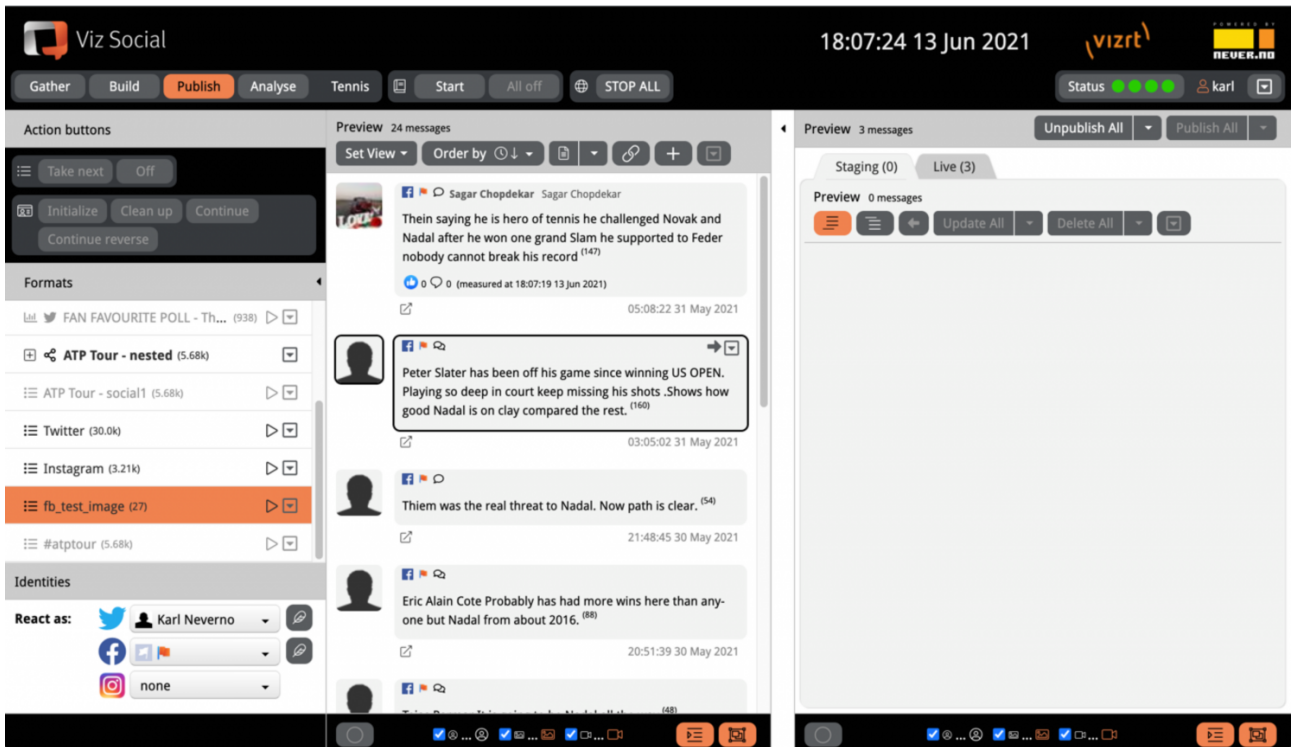 Viz Social
18:07:24 13 Jun 2021
vizrt
POWERED BY
NEVER.NO
Gather Build Publish Analyse Tennis Start All off STOP ALL
Status karl
Action buttons
Take next Off
Initialize Clean up Continue
Continue reverse
Formats
FAN FAVOURITE POLL - Th... (938)
ATP Tour - nested (5.68k)
ATP Tour - social1 (5.68k)
Twitter (30.0k)
Instagram (3.21k)
fb_test_image (27)
#atptour (5.68k)
Identities
React as: Karl Neverno
none
Preview 24 messages
Set View Order by
Sagar Chopdekar Sagar Chopdekar
Thein saying he is hero of tennis he challenged Novak and
Nadal after he won one grand Slam he supported to Feder
nobody cannot break his record (147)
0 0 (measured at 18:07:19 13 Jun 2021)
05:08:22 31 May 2021
Peter Slater has been off his game since winning US OPEN.
Playing so deep in court keep missing his shots .Shows how
good Nadal is on clay compared the rest. (160)
03:05:02 31 May 2021
Thiem was the real threat to Nadal. Now path is clear. (54)
21:48:45 30 May 2021
Eric Alain Cote Probably has had more wins here than any-
one but Nadal from about 2016. (88)
20:51:39 30 May 2021
(48)
... ... ...
Preview 3 messages
Unpublish All Publish All
Staging (0) Live (3)
Preview 0 messages
Update All Delete All
... ... ...